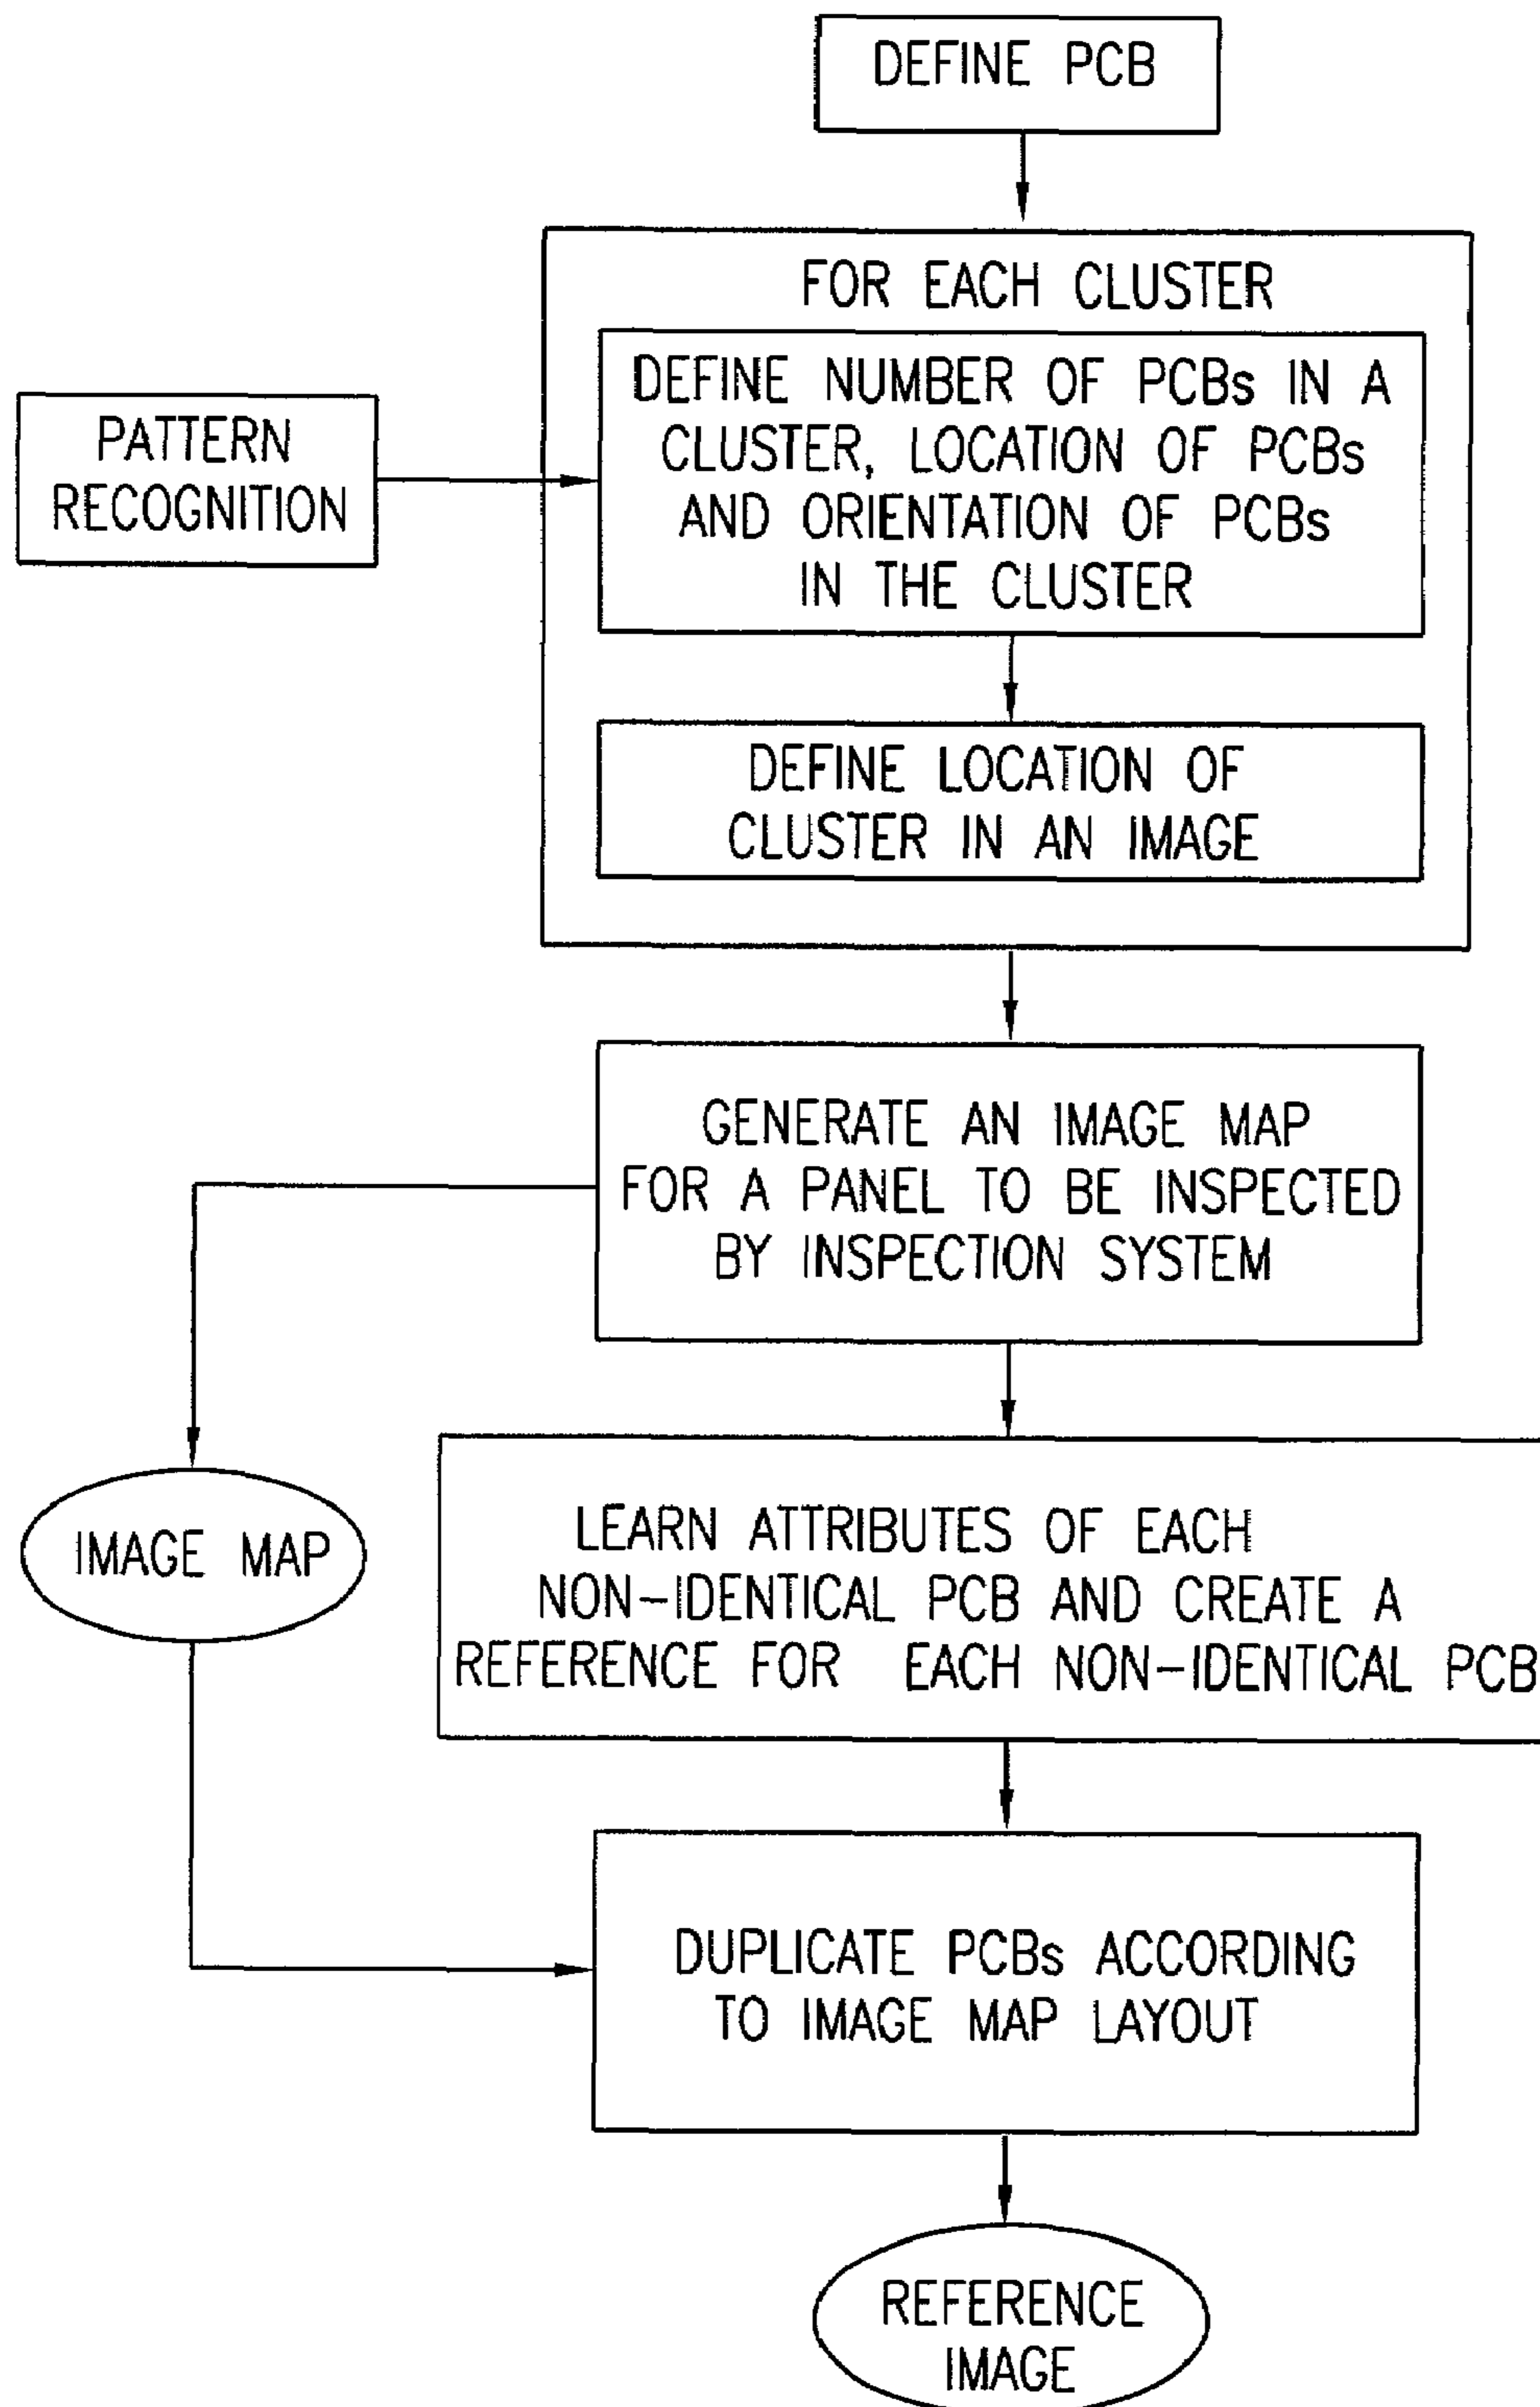 DEFINE PCB
FOR EACH CLUSTER
DEFINE NUMBER OF PCBs IN A
CLUSTER, LOCATION OF PCBs
AND ORIENTATION OF PCBs
IN THE CLUSTER
PATTERN
RECOGNITION
DEFINE LOCATION OF
CLUSTER IN AN IMAGE
GENERATE AN IMAGE MAP
FOR A PANEL TO BE INSPECTED
BY INSPECTION SYSTEM
IMAGE MAP
LEARN ATTRIBUTES OF EACH
NON-IDENTICAL PCB AND CREATE A
REFERENCE FOR EACH NON-IDENTICAL PCB
DUPLICATE PCBs ACCORDING
TO IMAGE MAP LAYOUT
REFERENCE
IMAGE